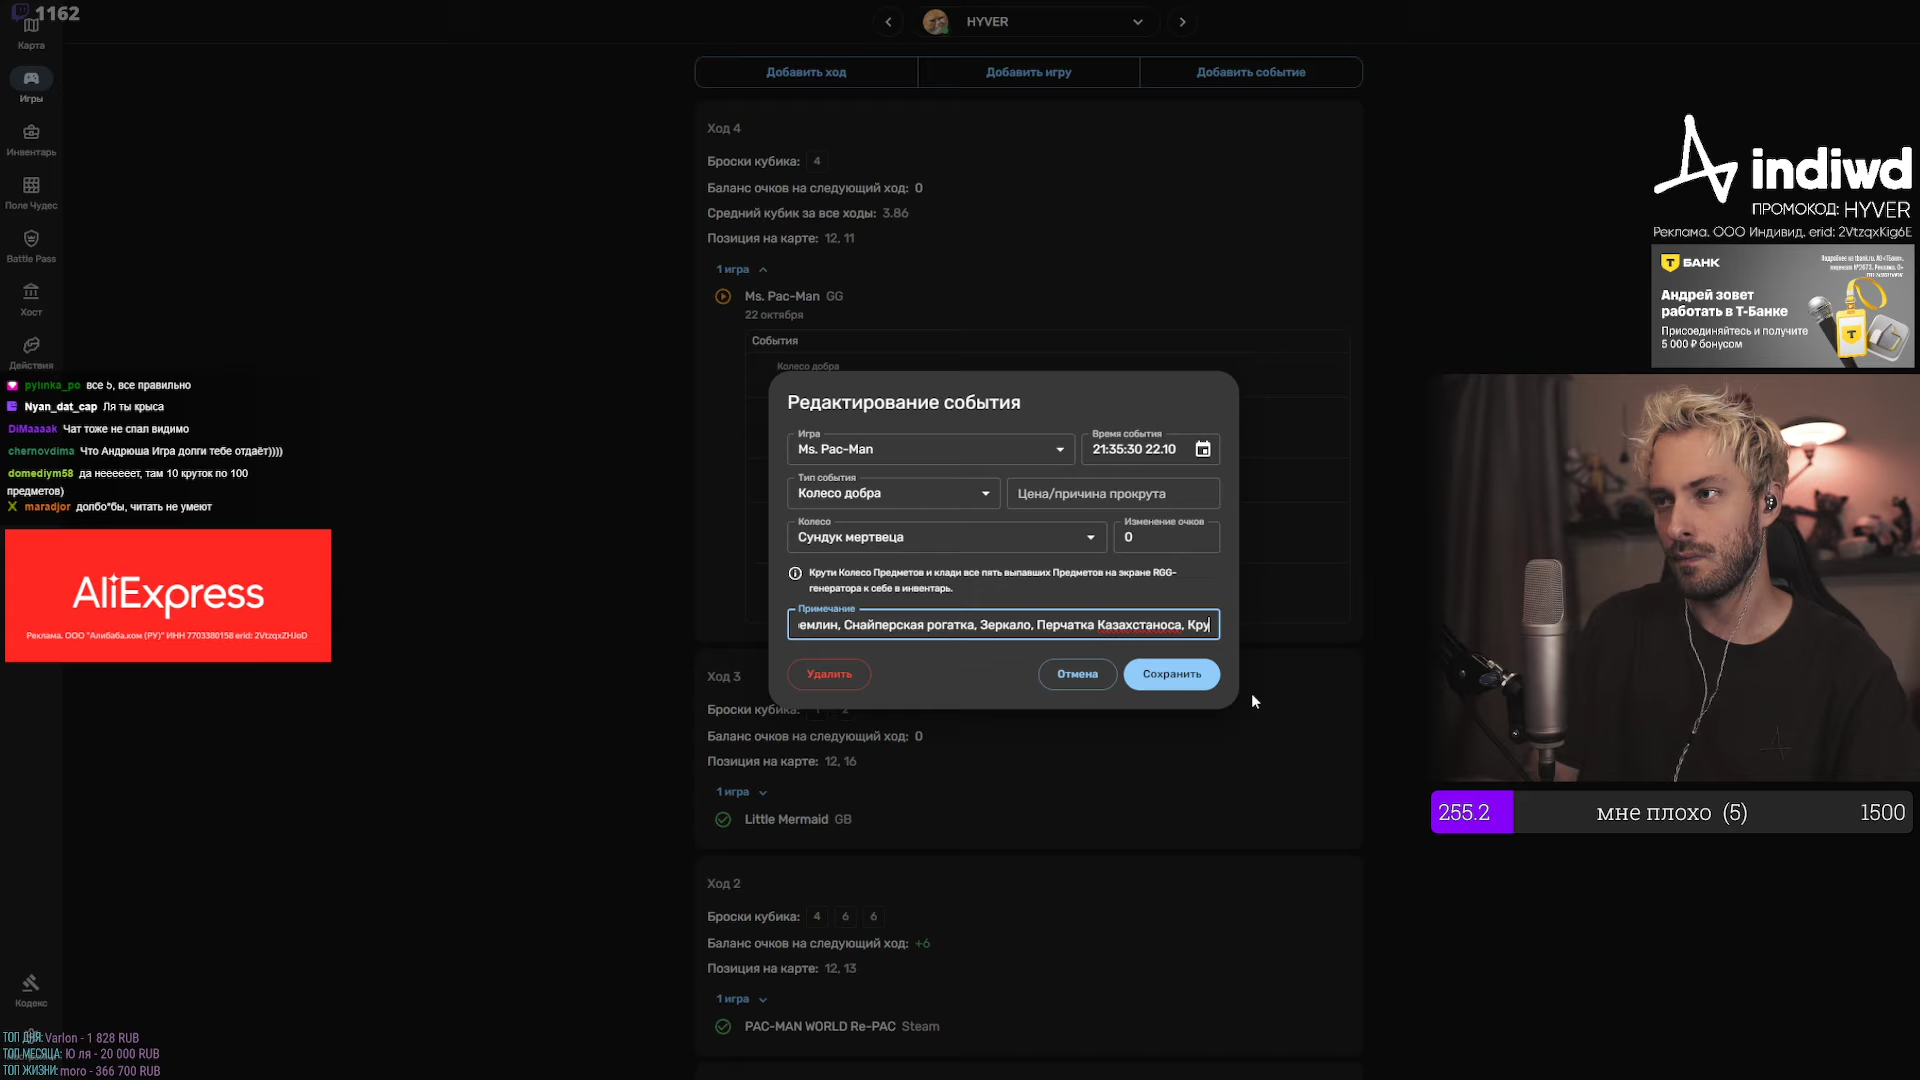 1162
Карта
Игры
Инвентарь
Поле Чудес
Battle Pass
Хост
Действия
Кодекс
HYVER
Добавить ход
Добавить игру
Добавить событие
Ход 4
Броски кубика: 4
Баланс очков на следующий ход: 0
Средний кубик за все ходы: 3.86
Позиция на карте: 12, 11
1 игра
Ms. Pac-Man GG
22 октября
События
Колесо добра
Редактирование события
Игра
Ms. Pac-Man
Время события
21:35:30 22.10
Тип события
Колесо добра
Цена/причина прокрута
Колесо
Сундук мертвеца
Изменение очков
0
Крути Колесо Предметов и клади все пять выпавших Предметов на экране RGG-
генератора к себе в инвентарь.
Примечание
емлин, Снайперская рогатка, Зеркало, Перчатка Казахстаноса, Кру
Удалить
Отмена
Сохранить
Ход 3
Броски кубика: 1 2
Баланс очков на следующий ход: 0
Позиция на карте: 12, 16
1 игра
Little Mermaid GB
Ход 2
Броски кубика: 4 6 6
Баланс очков на следующий ход: +6
Позиция на карте: 12, 13
1 игра
PAC-MAN WORLD Re-PAC Steam
pylinka_po все 5, все правильно
Nyan_dat_cap Ля ты крыса
DiMaaaak Чат тоже не спал видимо
chernovdima Что Андрюша Игра долги тебе отдаёт))))
domediym58 да неееееет, там 10 круток по 100
предметов)
maradjor долбо*бы, читать не умеют
AliExpress
Реклама. ООО "Алибаба.ком (РУ)" ИНН 7703380158 erid: 2VtzqxZHJoD
ТОП ДНЯ: Varlon - 1 828 RUB
ТОП МЕСЯЦА: Ю ля - 20 000 RUB
ТОП ЖИЗНИ: moro - 366 700 RUB
indiwd
ПРОМОКОД: HYVER
Реклама. ООО Индивид. erid: 2VtzqxKig6E
Т БАНК
Андрей зовет
работать в Т-Банке
Присоединяйтесь и получите
5 000 ₽ бонусом
255.2 мне плохо (5) 1500